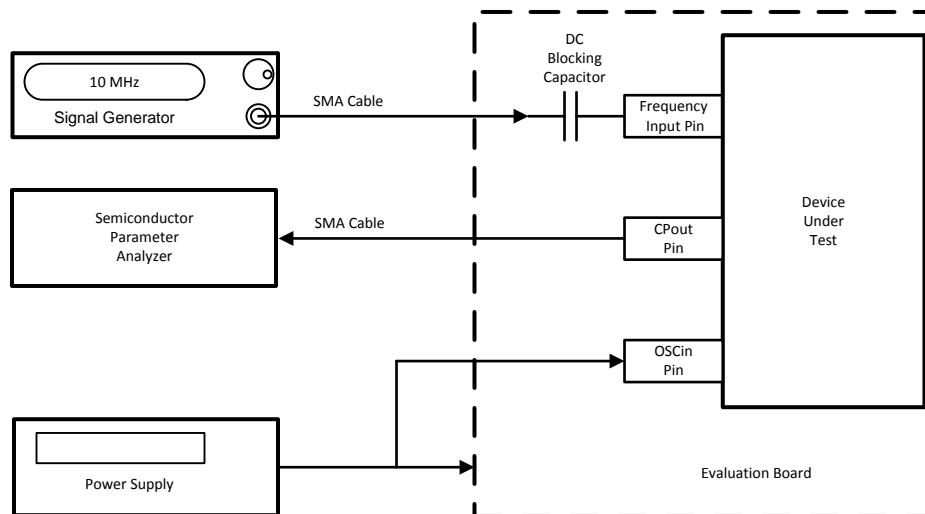 DC
Blocking
Capacitor
10 MHz
Signal Generator
SMA Cable
Frequency
Input Pin
Semiconductor
Parameter
Analyzer
SMA Cable
CPout
Pin
Device
Under
Test
OSCin
Pin
Power Supply
Evaluation Board